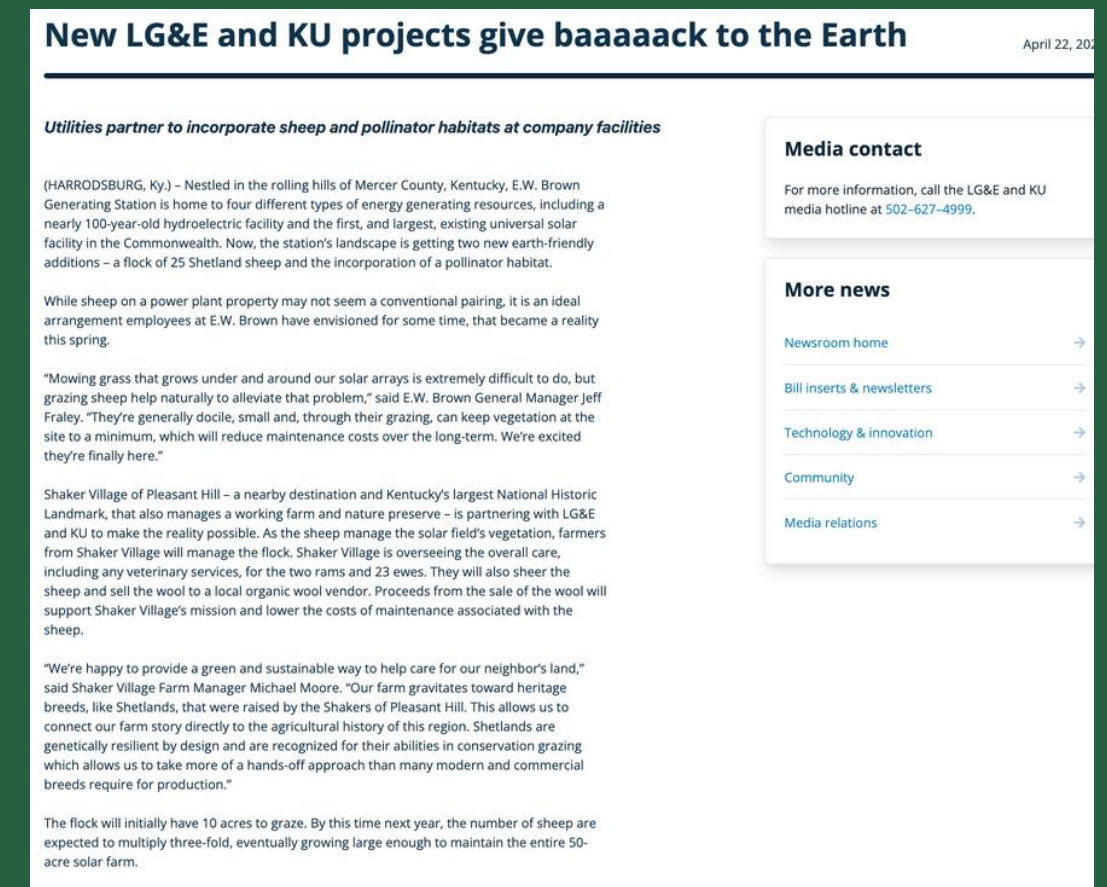 New LG&E and KU projects give baaaaack to the Earth
April 22, 202
Utilities partner to incorporate sheep and pollinator habitats at company facilities
(HARRODSBURG, Ky.) – Nestled in the rolling hills of Mercer County, Kentucky, E.W. Brown
Generating Station is home to four different types of energy generating resources, including a
nearly 100-year-old hydroelectric facility and the first, and largest, existing universal solar
facility in the Commonwealth. Now, the station’s landscape is getting two new earth-friendly
additions – a flock of 25 Shetland sheep and the incorporation of a pollinator habitat.
While sheep on a power plant property may not seem a conventional pairing, it is an ideal
arrangement employees at E.W. Brown have envisioned for some time, that became a reality
this spring.
“Mowing grass that grows under and around our solar arrays is extremely difficult to do, but
grazing sheep help naturally to alleviate that problem,” said E.W. Brown General Manager Jeff
Fraley. “They’re generally docile, small and, through their grazing, can keep vegetation at the
site to a minimum, which will reduce maintenance costs over the long-term. We’re excited
they’re finally here.”
Shaker Village of Pleasant Hill – a nearby destination and Kentucky’s largest National Historic
Landmark, that also manages a working farm and nature preserve – is partnering with LG&E
and KU to make the reality possible. As the sheep manage the solar field’s vegetation, farmers
from Shaker Village will manage the flock. Shaker Village is overseeing the overall care,
including any veterinary services, for the two rams and 23 ewes. They will also sheer the
sheep and sell the wool to a local organic wool vendor. Proceeds from the sale of the wool will
support Shaker Village’s mission and lower the costs of maintenance associated with the
sheep.
“We’re happy to provide a green and sustainable way to help care for our neighbor’s land,”
said Shaker Village Farm Manager Michael Moore. “Our farm gravitates toward heritage
breeds, like Shetlands, that were raised by the Shakers of Pleasant Hill. This allows us to
connect our farm story directly to the agricultural history of this region. Shetlands are
genetically resilient by design and are recognized for their abilities in conservation grazing
which allows us to take more of a hands-off approach than many modern and commercial
breeds require for production.”
The flock will initially have 10 acres to graze. By this time next year, the number of sheep are
expected to multiply three-fold, eventually growing large enough to maintain the entire 50-
acre solar farm.
Media contact
For more information, call the LG&E and KU
media hotline at 502–627–4999.
More news
Newsroom home
Bill inserts & newsletters
Technology & innovation
Community
Media relations